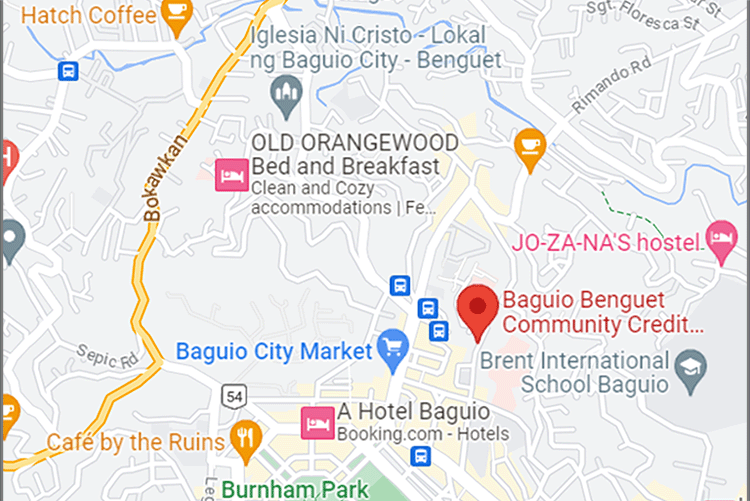 Hatch Coffee
Sgt. Floresca St
St
Iglesia Ni Cristo - Lokal
ng Baguio City - Benguet
Rimando Rd
OLD ORANGEWOOD
Bed and Breakfast
Clean and Cozy
accommodations | Fe...
Bokawkan
H
JO-ZA-NA'S hostel
Baguio Benguet
Community Credit...
Baguio City Market
Sepic Rd
Brent International
School Baguio
54
A Hotel Baguio
Booking.com - Hotels
Café by the Ruins
Burnham Park
Leg